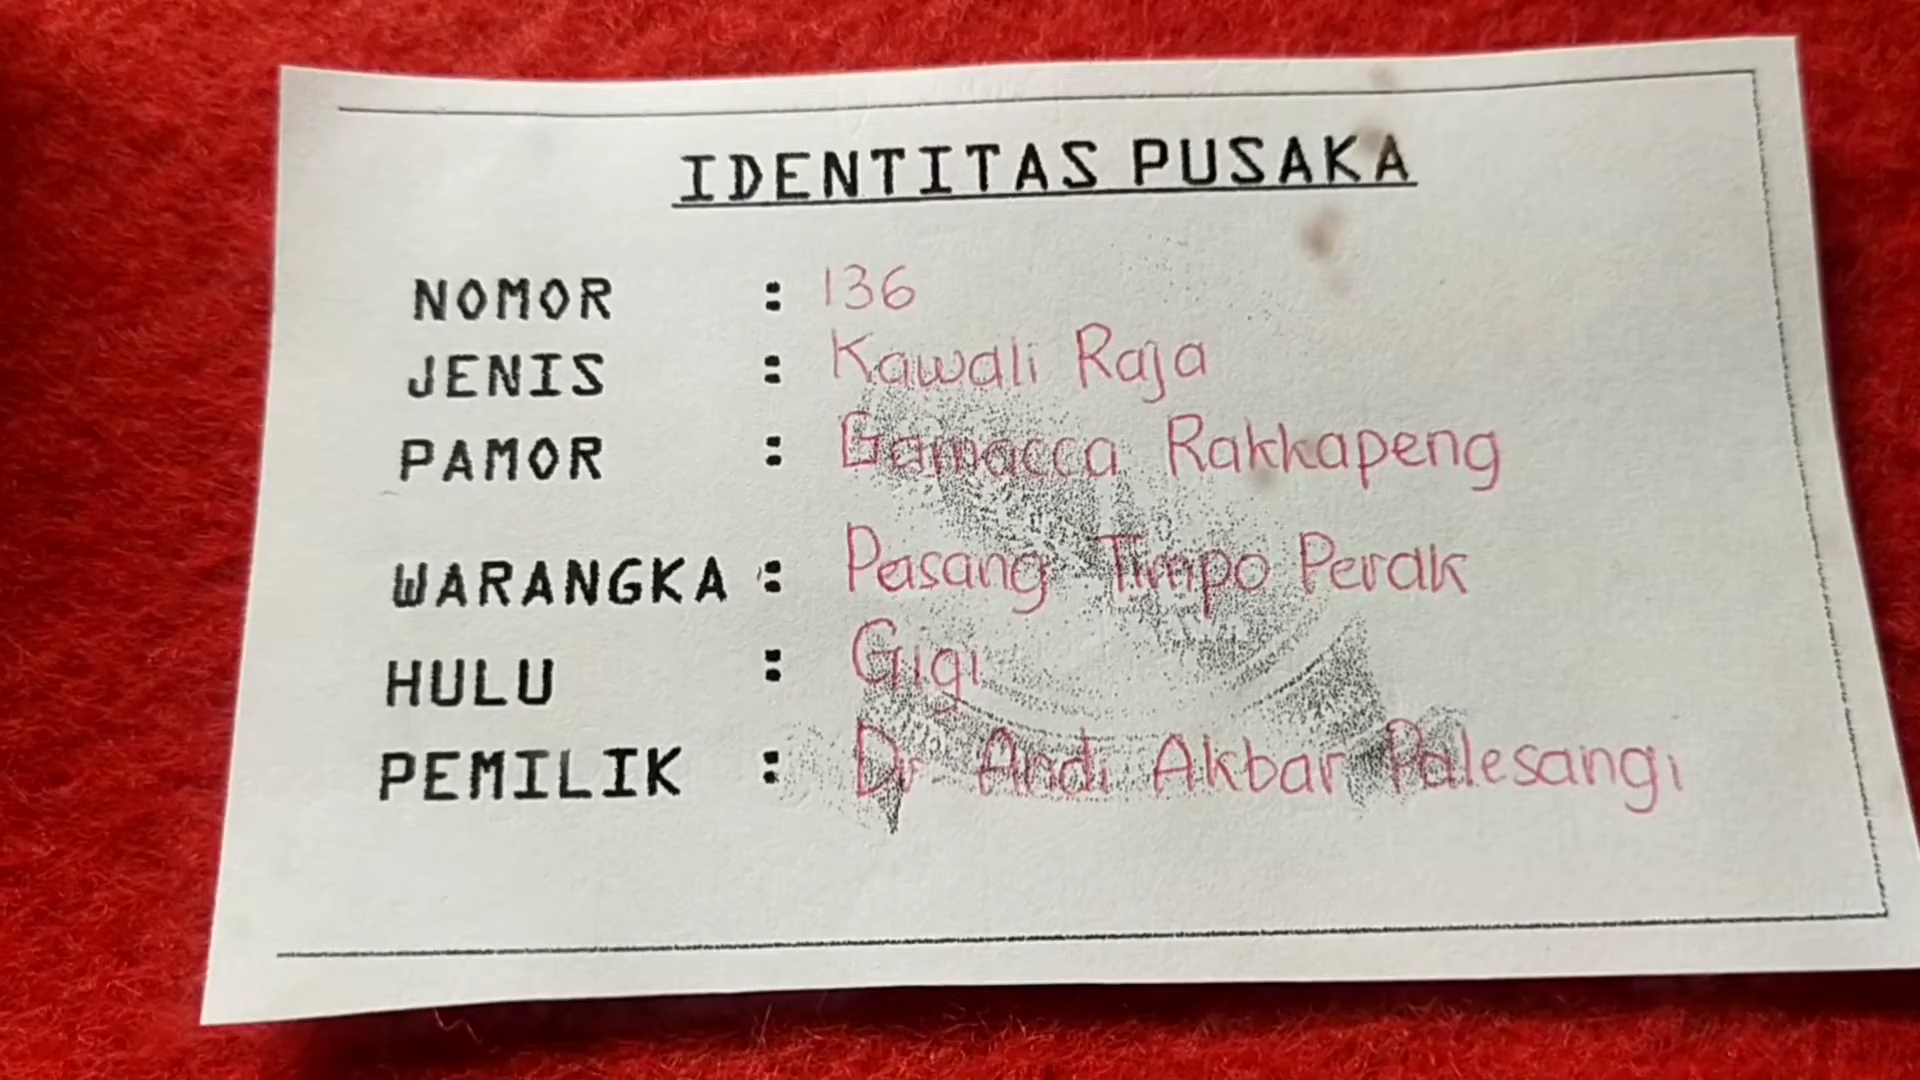 IDENTITAS PUSAKA
NOMOR : 136
JENIS : Kawali Raja
PAMOR : Gamacca Rakkapeng
WARANGKA : Pasang Timpo Perak
HULU : Gigi
PEMILIK : Dr. Andi Akbar Palesangi